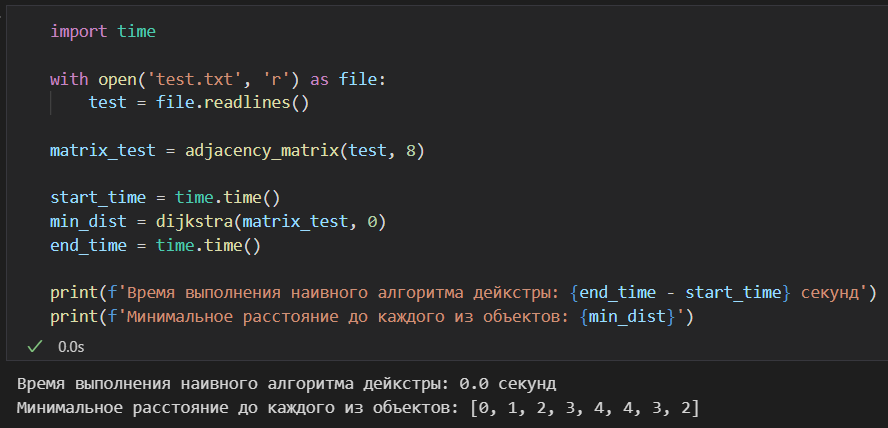 import time
with open('test.txt', 'r') as file:
    test = file.readlines()
matrix_test = adjacency_matrix(test, 8)
start_time = time.time()
min_dist = dijkstra(matrix_test, 0)
end_time = time.time()
print(f'Время выполнения наивного алгоритма дейкстры: {end_time - start_time} секунд')
print(f'Минимальное расстояние до каждого из объектов: {min_dist}')
0.0s
Время выполнения наивного алгоритма дейкстры: 0.0 секунд
Минимальное расстояние до каждого из объектов: [0, 1, 2, 3, 4, 4, 3, 2]